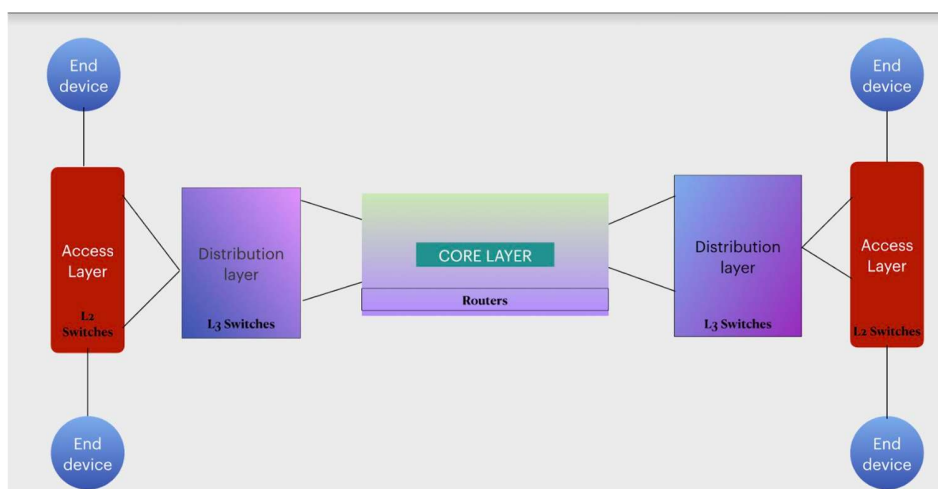 End
device
End
device
Access
Layer
L2
Switches
Distribution
layer
L3 Switches
CORE LAYER
Routers
Distribution
layer
L3 Switches
Access
Layer
L2 Switches
End
device
End
device